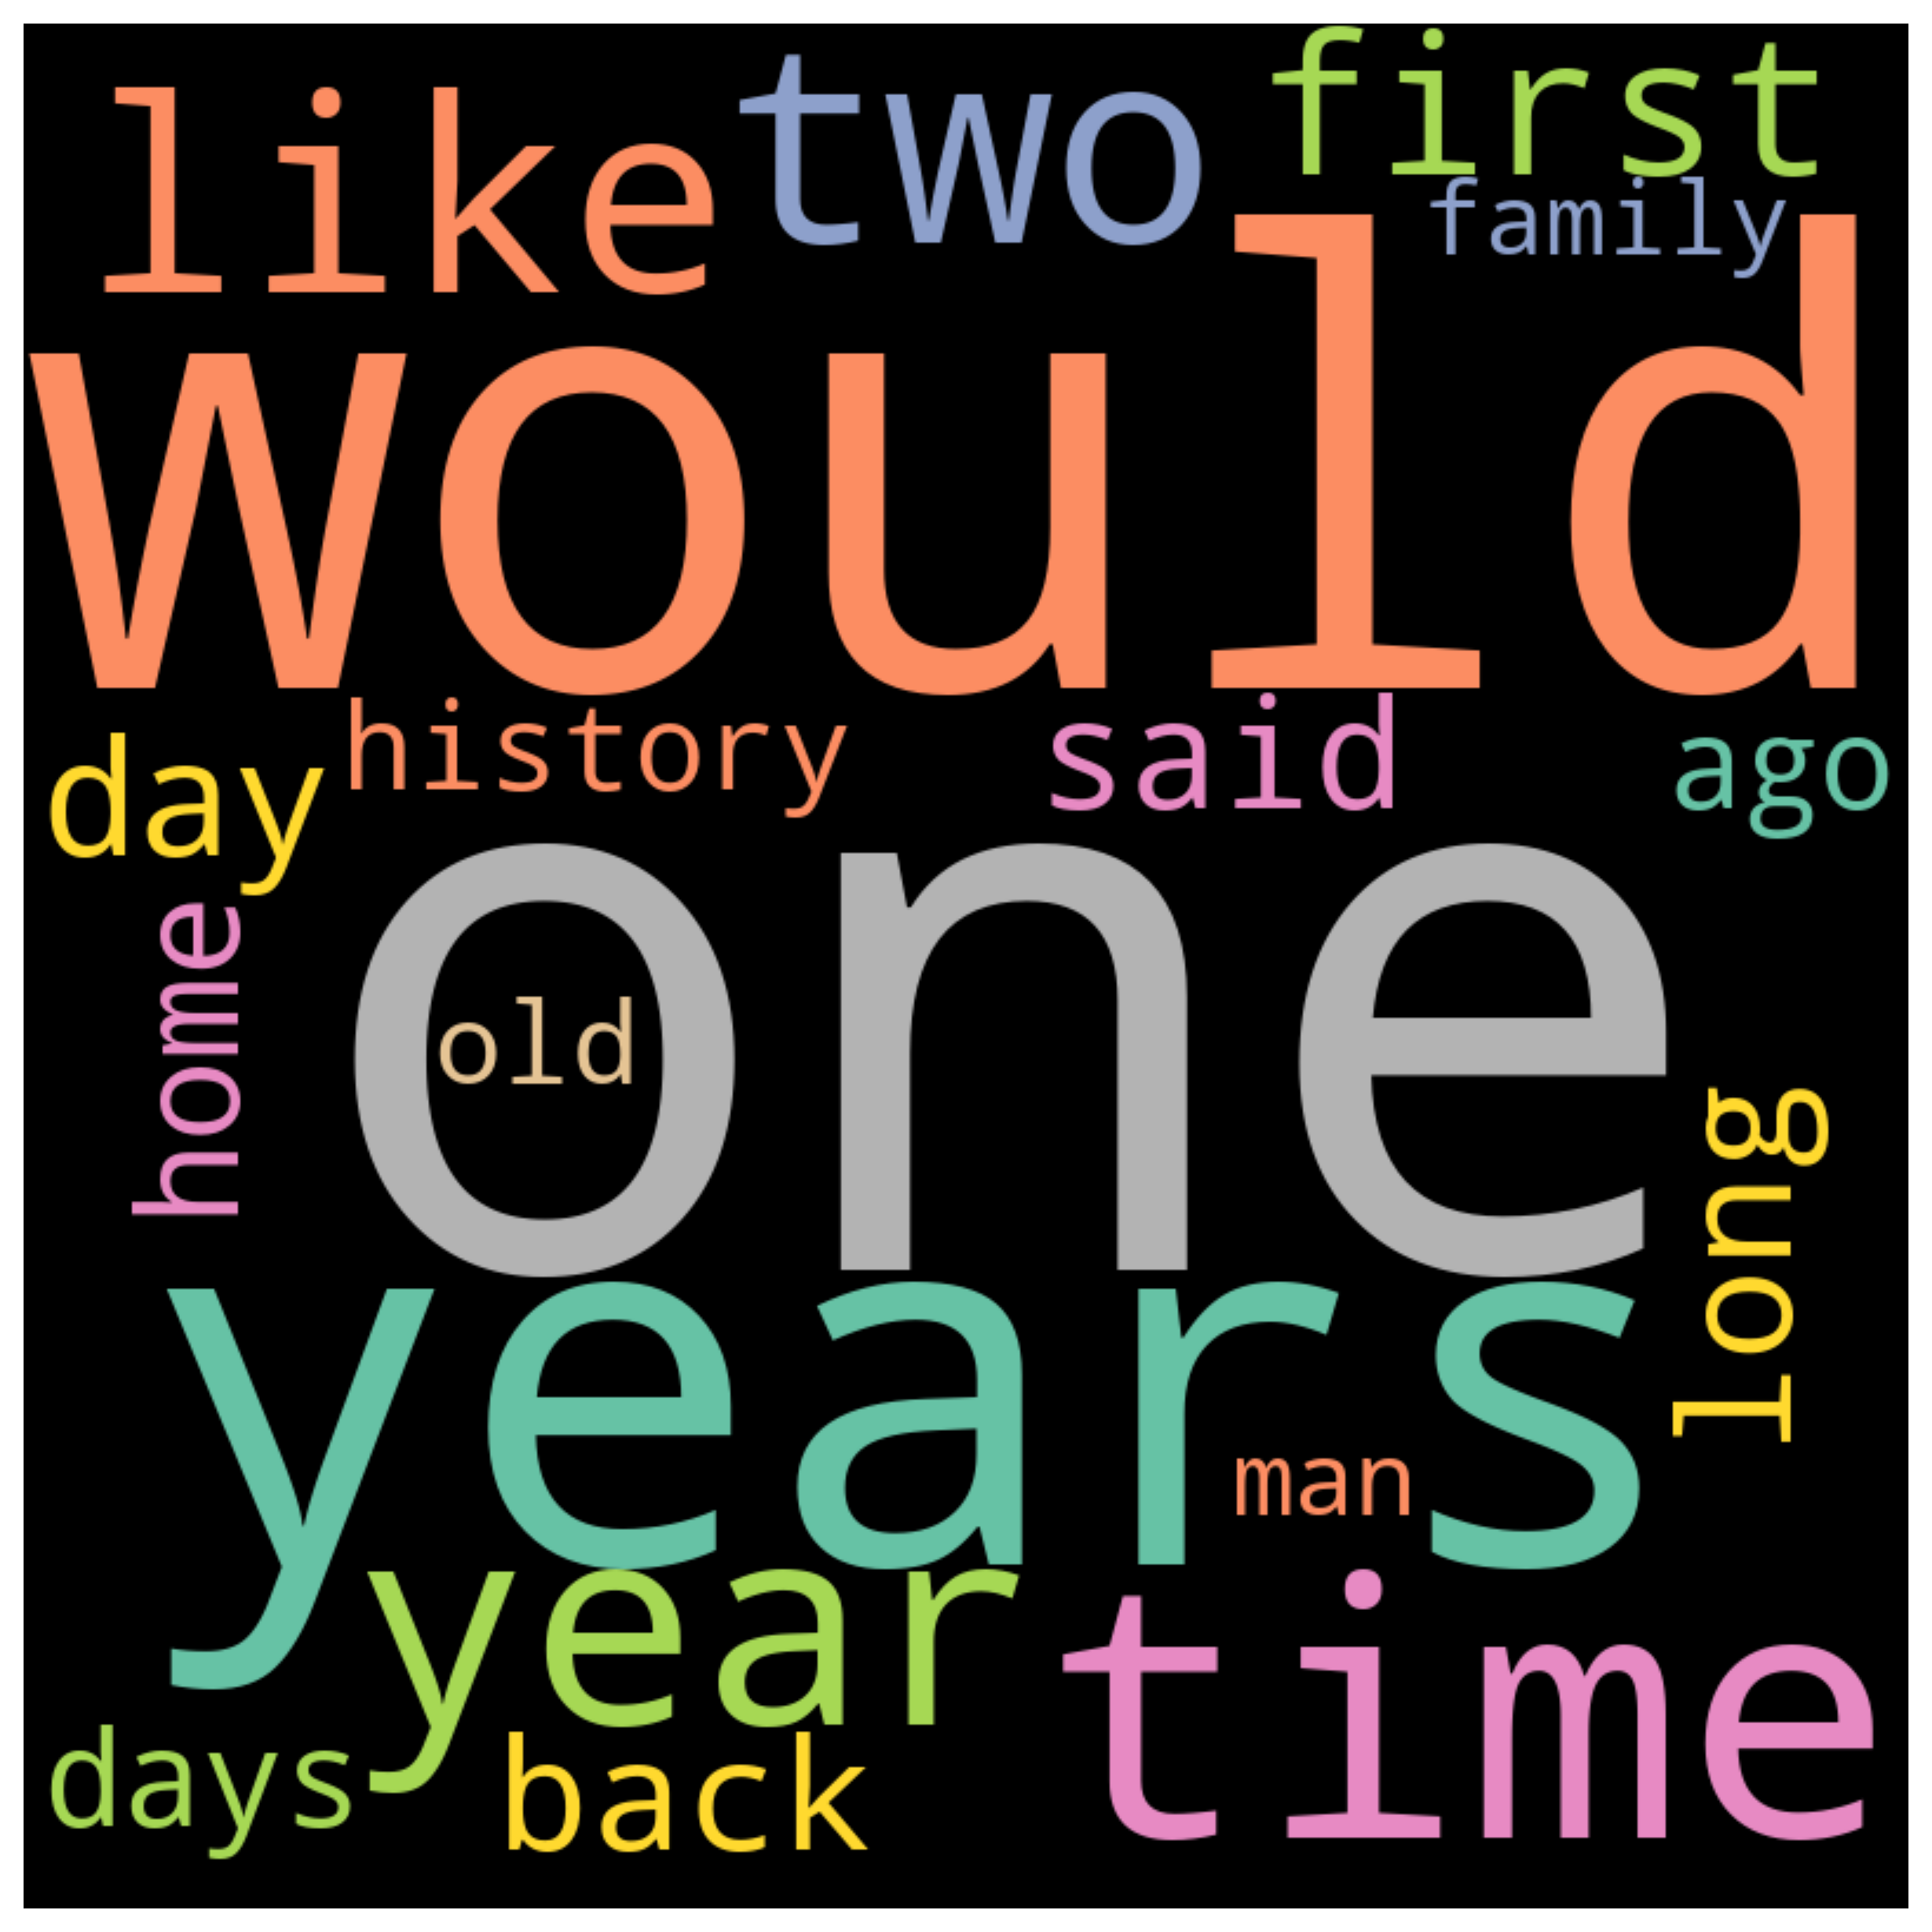 like two first
family
would
day history said ago
one
home old long
years
man
year time
days back